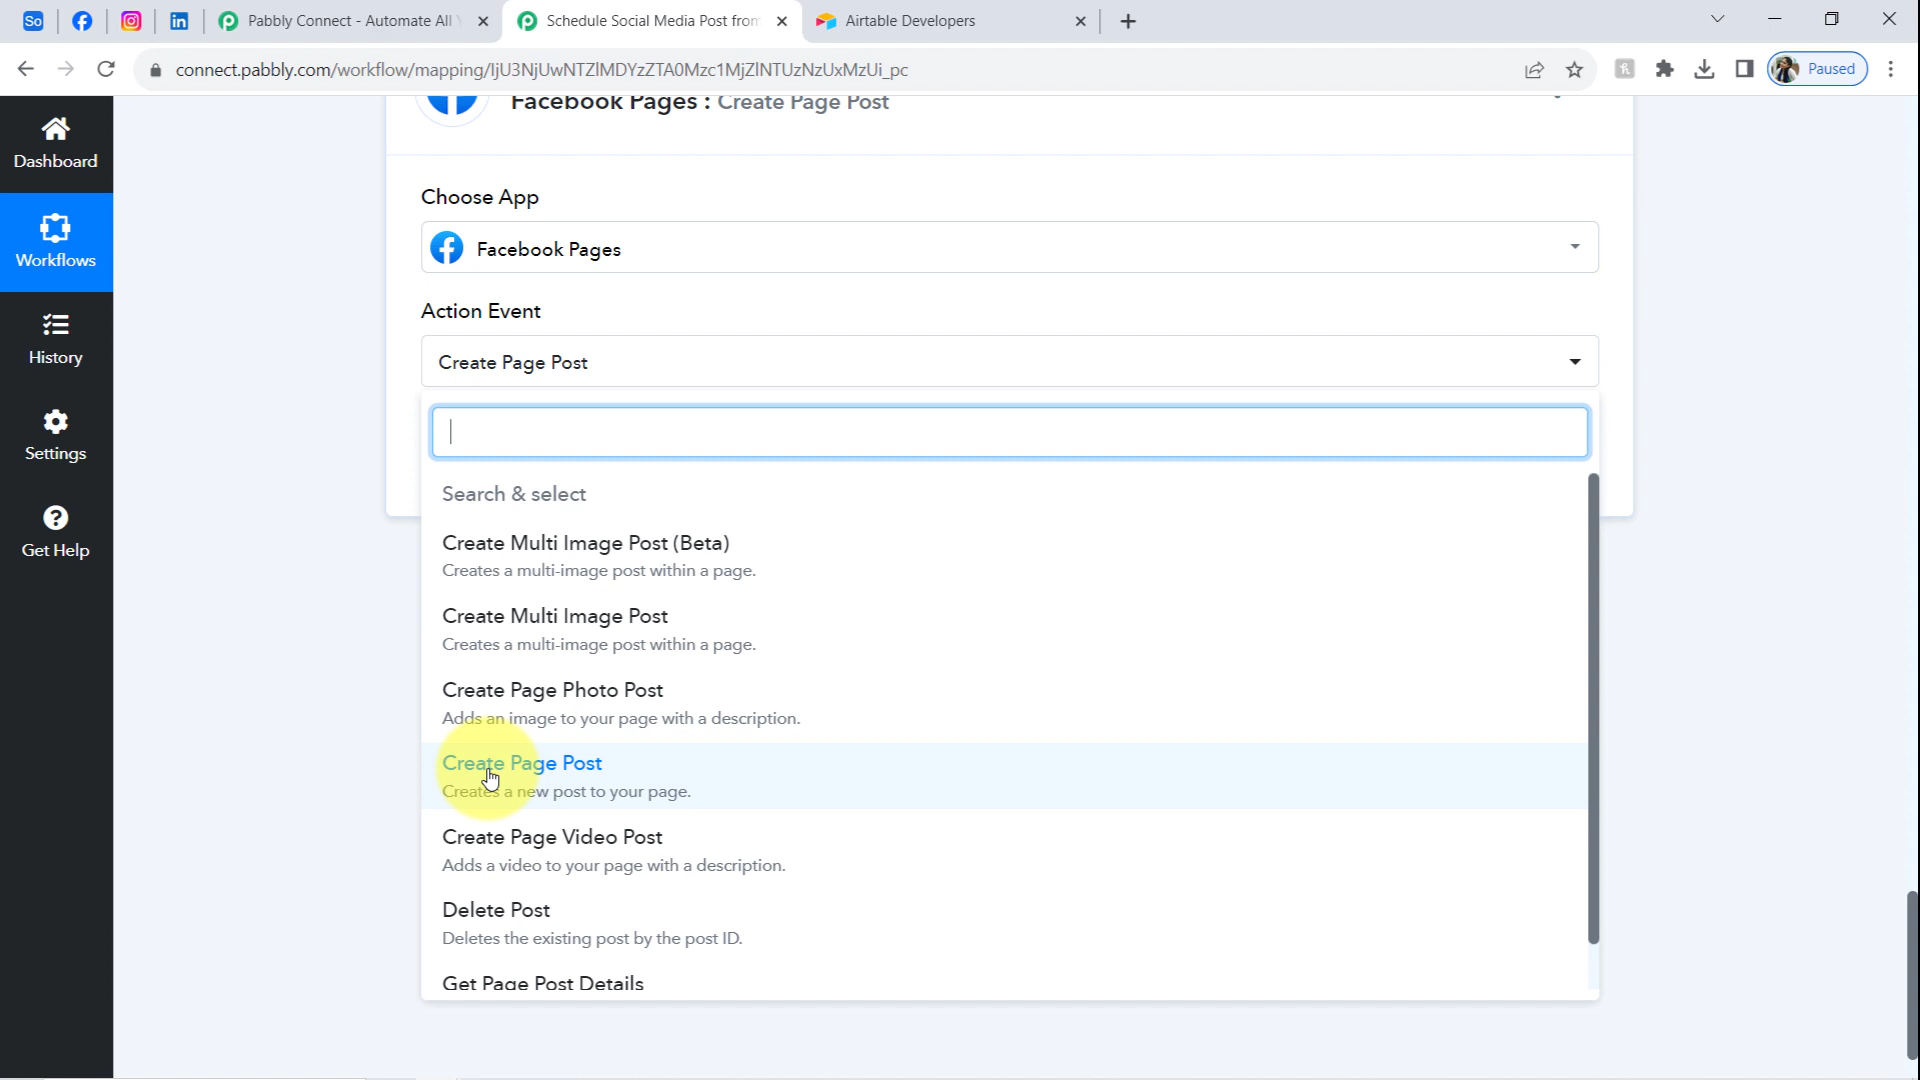 So
Pabbly Connect - Automate All
Schedule Social Media Post from
Airtable Developers
connect.pabbly.com/workflow/mapping/IjU3NjUwNTZlMDYzZTA0Mzc1MjZlNTUzNzUxMzUi_pc
Paused
Dashboard
Workflows
History
Settings
Get Help
Facebook Pages : Create Page Post
Choose App
Facebook Pages
Action Event
Create Page Post
Search & select
Create Multi Image Post (Beta)
Creates a multi-image post within a page.
Create Multi Image Post
Creates a multi-image post within a page.
Create Page Photo Post
Adds an image to your page with a description.
Create Page Post
Creates a new post to your page.
Create Page Video Post
Adds a video to your page with a description.
Delete Post
Deletes the existing post by the post ID.
Get Page Post Details